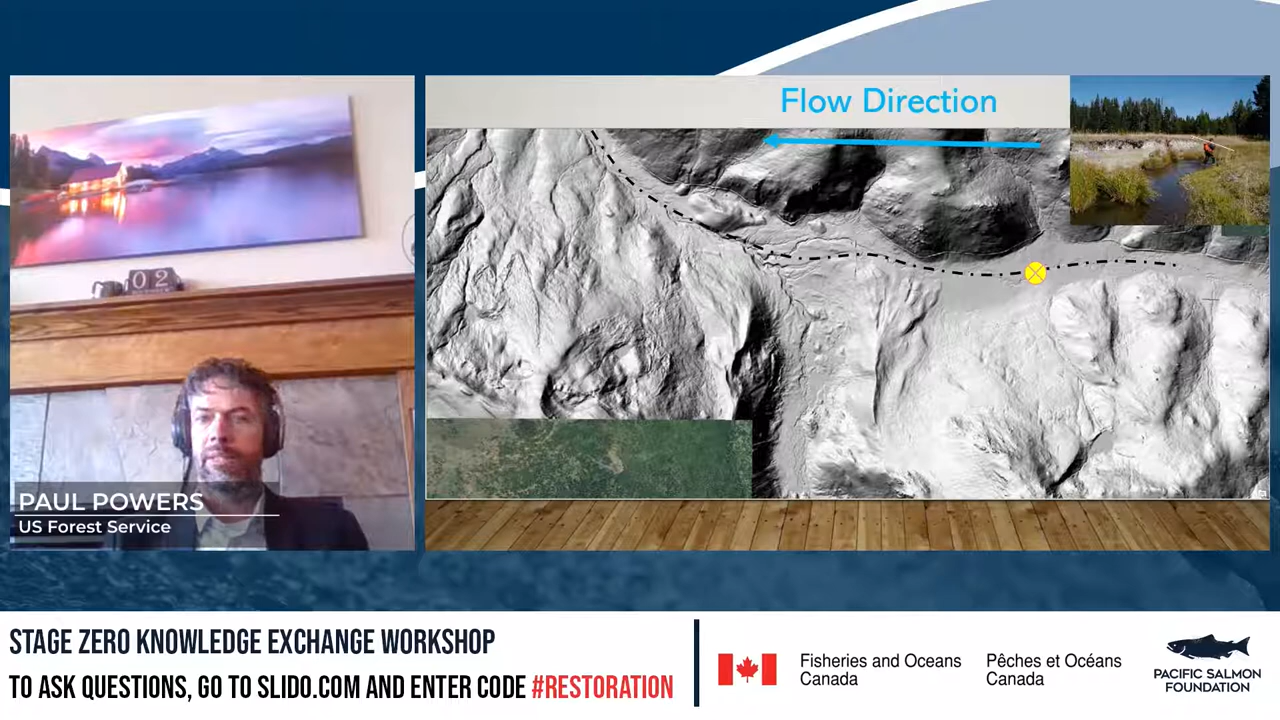 Flow Direction
02
PAUL POWERS
US Forest Service
STAGE ZERO KNOWLEDGE EXCHANGE WORKSHOP
TO ASK QUESTIONS, GO TO SLIDO.COM AND ENTER CODE #RESTORATION
Fisheries and Oceans
Canada
Pêches et Océans
Canada
PACIFIC SALMON
FOUNDATION